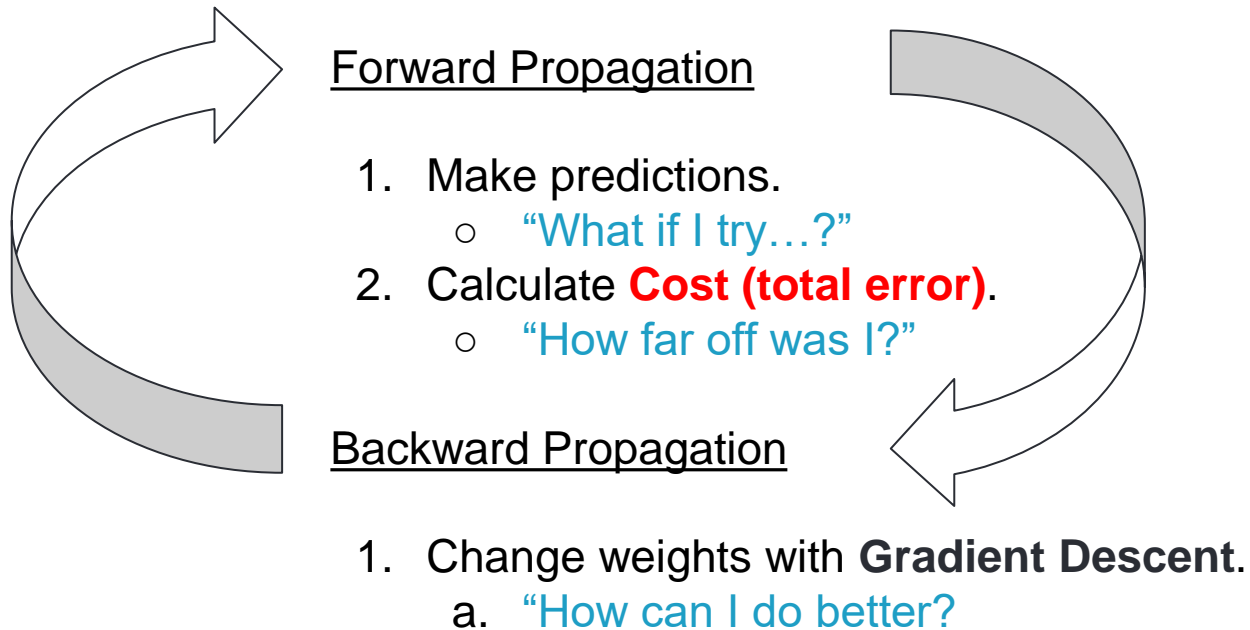 Forward Propagation
1. Make predictions.
○ “What if I try…?”
2. Calculate Cost (total error).
○ “How far off was I?”
Backward Propagation
1. Change weights with Gradient Descent.
a. “How can I do better?